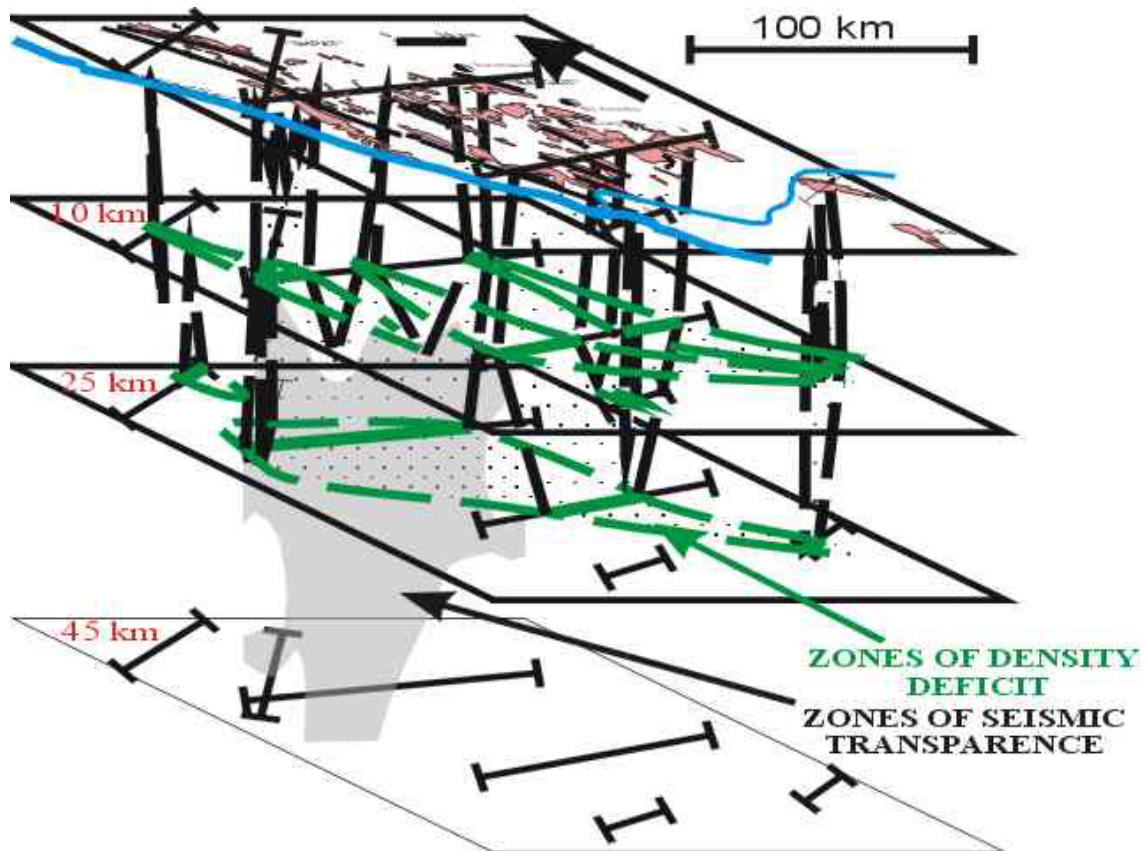 100 km
10 km
25 km
45 km
ZONES OF DENSITY
DEFICIT
ZONES OF SEISMIC
TRANSPARENCE